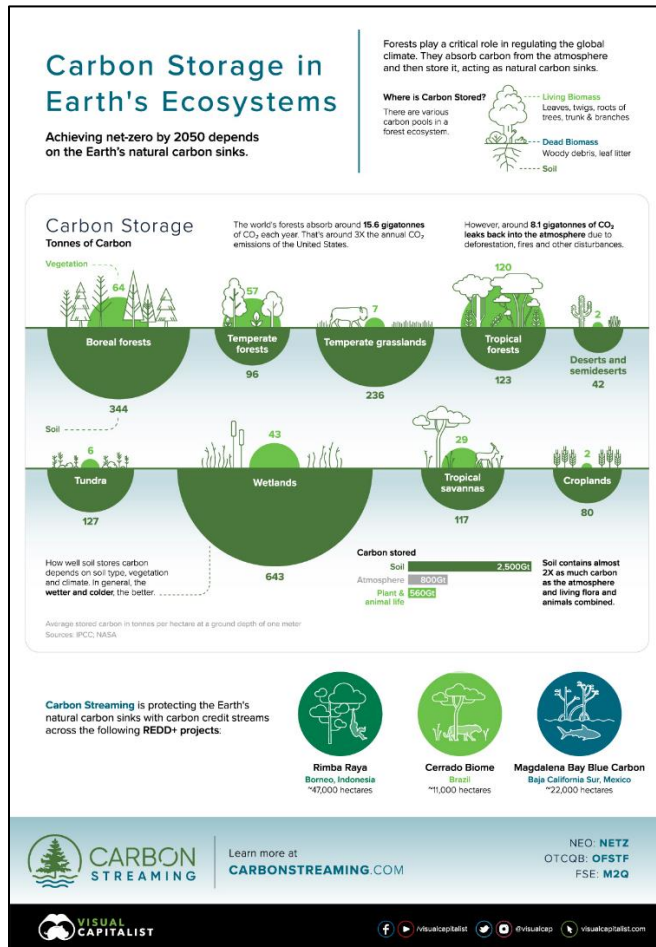 Carbon Storage in
Earth's Ecosystems
Achieving net-zero by 2050 depends
on the Earth's natural carbon sinks.
Forests play a critical role in regulating the global
climate. They absorb carbon from the atmosphere
and then store it, acting as natural carbon sinks.
Where is Carbon Stored?
There are various
carbon pools in a
forest ecosystem.
Living Biomass
Leaves, twigs, roots of
trees, trunk & branches
Dead Biomass
Woody debris, leaf litter
Soil
Carbon Storage
Tonnes of Carbon
The world's forests absorb around 15.6 gigatonnes
of CO₂ each year. That's around 3X the annual CO₂
emissions of the United States.
However, around 8.1 gigatonnes of CO₂
leaks back into the atmosphere due to
deforestation, fires and other disturbances.
Vegetation
64
Boreal forests
344
57
Temperate
forests
96
7
Temperate grasslands
236
120
Tropical
forests
123
2
Deserts and
semideserts
42
Soil
6
Tundra
127
43
Wetlands
643
29
Tropical
savannas
117
2
Croplands
80
How well soil stores carbon
depends on soil type, vegetation
and climate. In general, the
wetter and colder, the better.
Carbon stored
Soil 2,500Gt
Atmosphere 800Gt
Plant &
animal life 560Gt
Soil contains almost
2X as much carbon
as the atmosphere
and living flora and
animals combined.
Average stored carbon in tonnes per hectare at a ground depth of one meter
Sources: IPCC; NASA
Carbon Streaming is protecting the Earth's
natural carbon sinks with carbon credit streams
across the following REDD+ projects:
Rimba Raya
Borneo, Indonesia
~47,000 hectares
Cerrado Biome
Brazil
~11,000 hectares
Magdalena Bay Blue Carbon
Baja California Sur, Mexico
~22,000 hectares
CARBON
STREAMING
Learn more at
CARBONSTREAMING.COM
NEO: NETZ
OTCQB: OFSTF
FSE: M2Q
VISUAL
CAPITALIST
/visualcapitalist
@visualcap
visualcapitalist.com